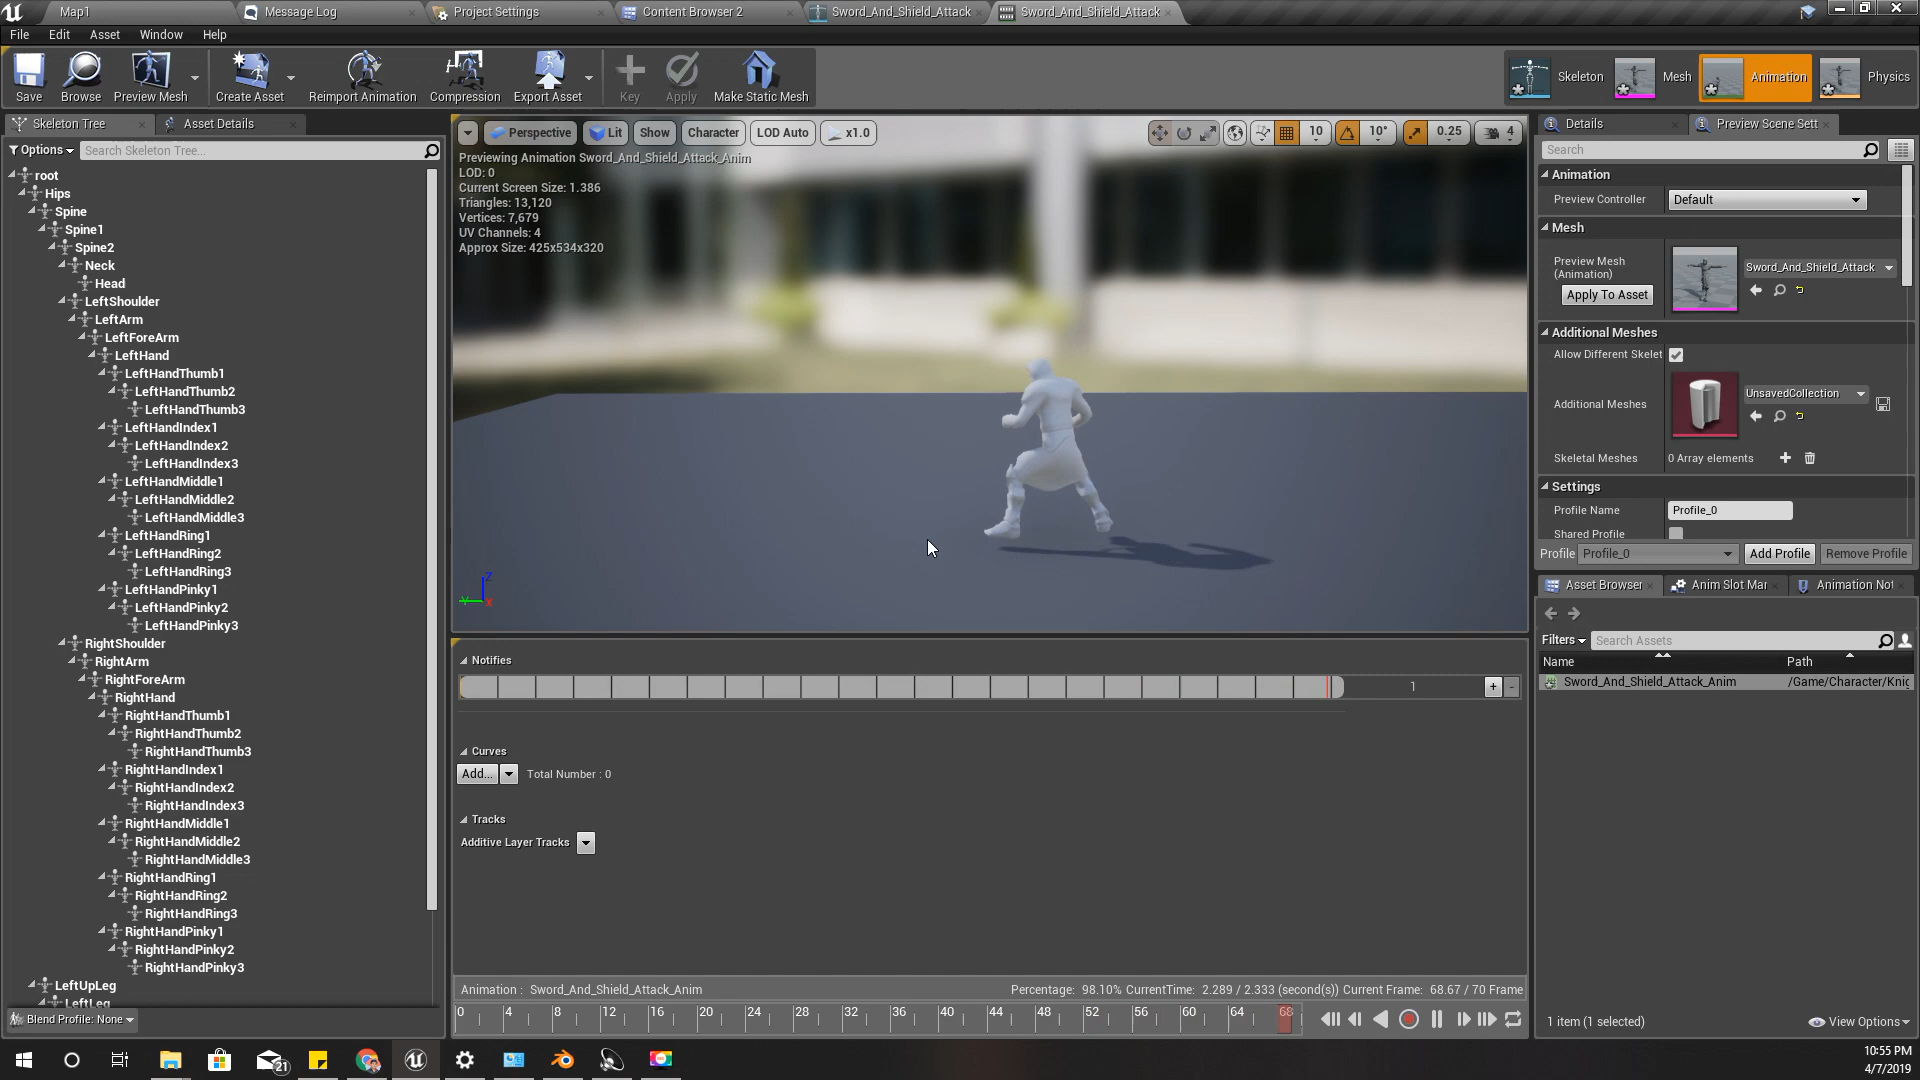 Map1
Message Log
Project Settings
Content Browser 2
Sword_And_Shield_Attack
Sword_And_Shield_Attack
File
Edit
Asset
Window
Help
Save
Browse
Preview Mesh
Create Asset
Reimport Animation
Compression
Export Asset
Key
Apply
Make Static Mesh
Skeleton
Mesh
Animation
Physics
Skeleton Tree
Asset Details
Options
Search Skeleton Tree...
root
Hips
Spine
Spine1
Spine2
Neck
Head
LeftShoulder
LeftArm
LeftForeArm
LeftHand
LeftHandThumb1
LeftHandThumb2
LeftHandThumb3
LeftHandIndex1
LeftHandIndex2
LeftHandIndex3
LeftHandMiddle1
LeftHandMiddle2
LeftHandMiddle3
LeftHandRing1
LeftHandRing2
LeftHandRing3
LeftHandPinky1
LeftHandPinky2
LeftHandPinky3
RightShoulder
RightArm
RightForeArm
RightHand
RightHandThumb1
RightHandThumb2
RightHandThumb3
RightHandIndex1
RightHandIndex2
RightHandIndex3
RightHandMiddle1
RightHandMiddle2
RightHandMiddle3
RightHandRing1
RightHandRing2
RightHandRing3
RightHandPinky1
RightHandPinky2
RightHandPinky3
LeftUpLeg
LeftLeg
Blend Profile: None
Perspective
Lit
Show
Character
LOD Auto
x1.0
10
10°
0.25
4
Previewing Animation Sword_And_Shield_Attack_Anim
LOD: 0
Current Screen Size: 1.386
Triangles: 13,120
Vertices: 7,679
UV Channels: 4
Approx Size: 425x534x320
Z
Y
X
Notifies
1
+
-
Curves
Add...
Total Number : 0
Tracks
Additive Layer Tracks
Animation : Sword_And_Shield_Attack_Anim
Percentage: 98.10% CurrentTime: 2.289 / 2.333 (second(s)) Current Frame: 68.67 / 70 Frame
0 4 8 12 16 20 24 28 32 36 40 44 48 52 56 60 64 68
Details
Preview Scene Sett
Search
Animation
Preview Controller
Default
Mesh
Preview Mesh
(Animation)
Apply To Asset
Sword_And_Shield_Attack
Additional Meshes
Allow Different Skelet
Additional Meshes
UnsavedCollection
Skeletal Meshes
0 Array elements
Settings
Profile Name
Profile_0
Shared Profile
Profile
Profile_0
Add Profile
Remove Profile
Asset Browser
Anim Slot Mar
Animation Not
Filters
Search Assets
Name
Path
Sword_And_Shield_Attack_Anim
/Game/Character/Knig
1 item (1 selected)
View Options
21
10:55 PM
4/7/2019